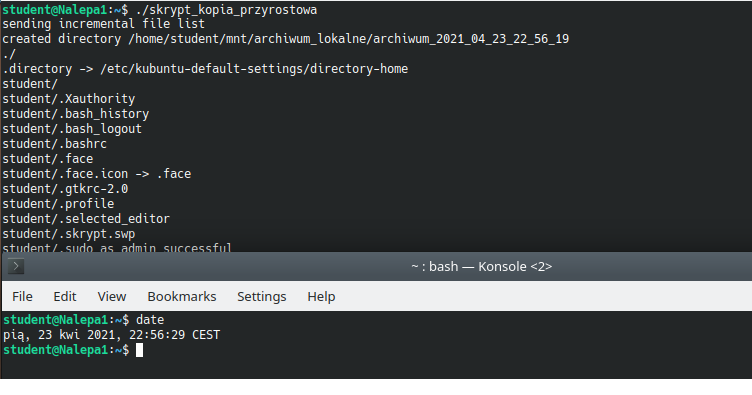 student@Nalepa1:~$ ./skrypt_kopia_przyrostowa
sending incremental file list
created directory /home/student/mnt/archiwum_lokalne/archiwum_2021_04_23_22_56_19
./
.directory -> /etc/kubuntu-default-settings/directory-home
student/
student/.Xauthority
student/.bash_history
student/.bash_logout
student/.bashrc
student/.face
student/.face.icon -> .face
student/.gtkrc-2.0
student/.profile
student/.selected_editor
student/.skrypt.swp
student/.sudo_as_admin_successful
~ : bash — Konsole <2>
File Edit View Bookmarks Settings Help
student@Nalepa1:~$ date
pią, 23 kwi 2021, 22:56:29 CEST
student@Nalepa1:~$